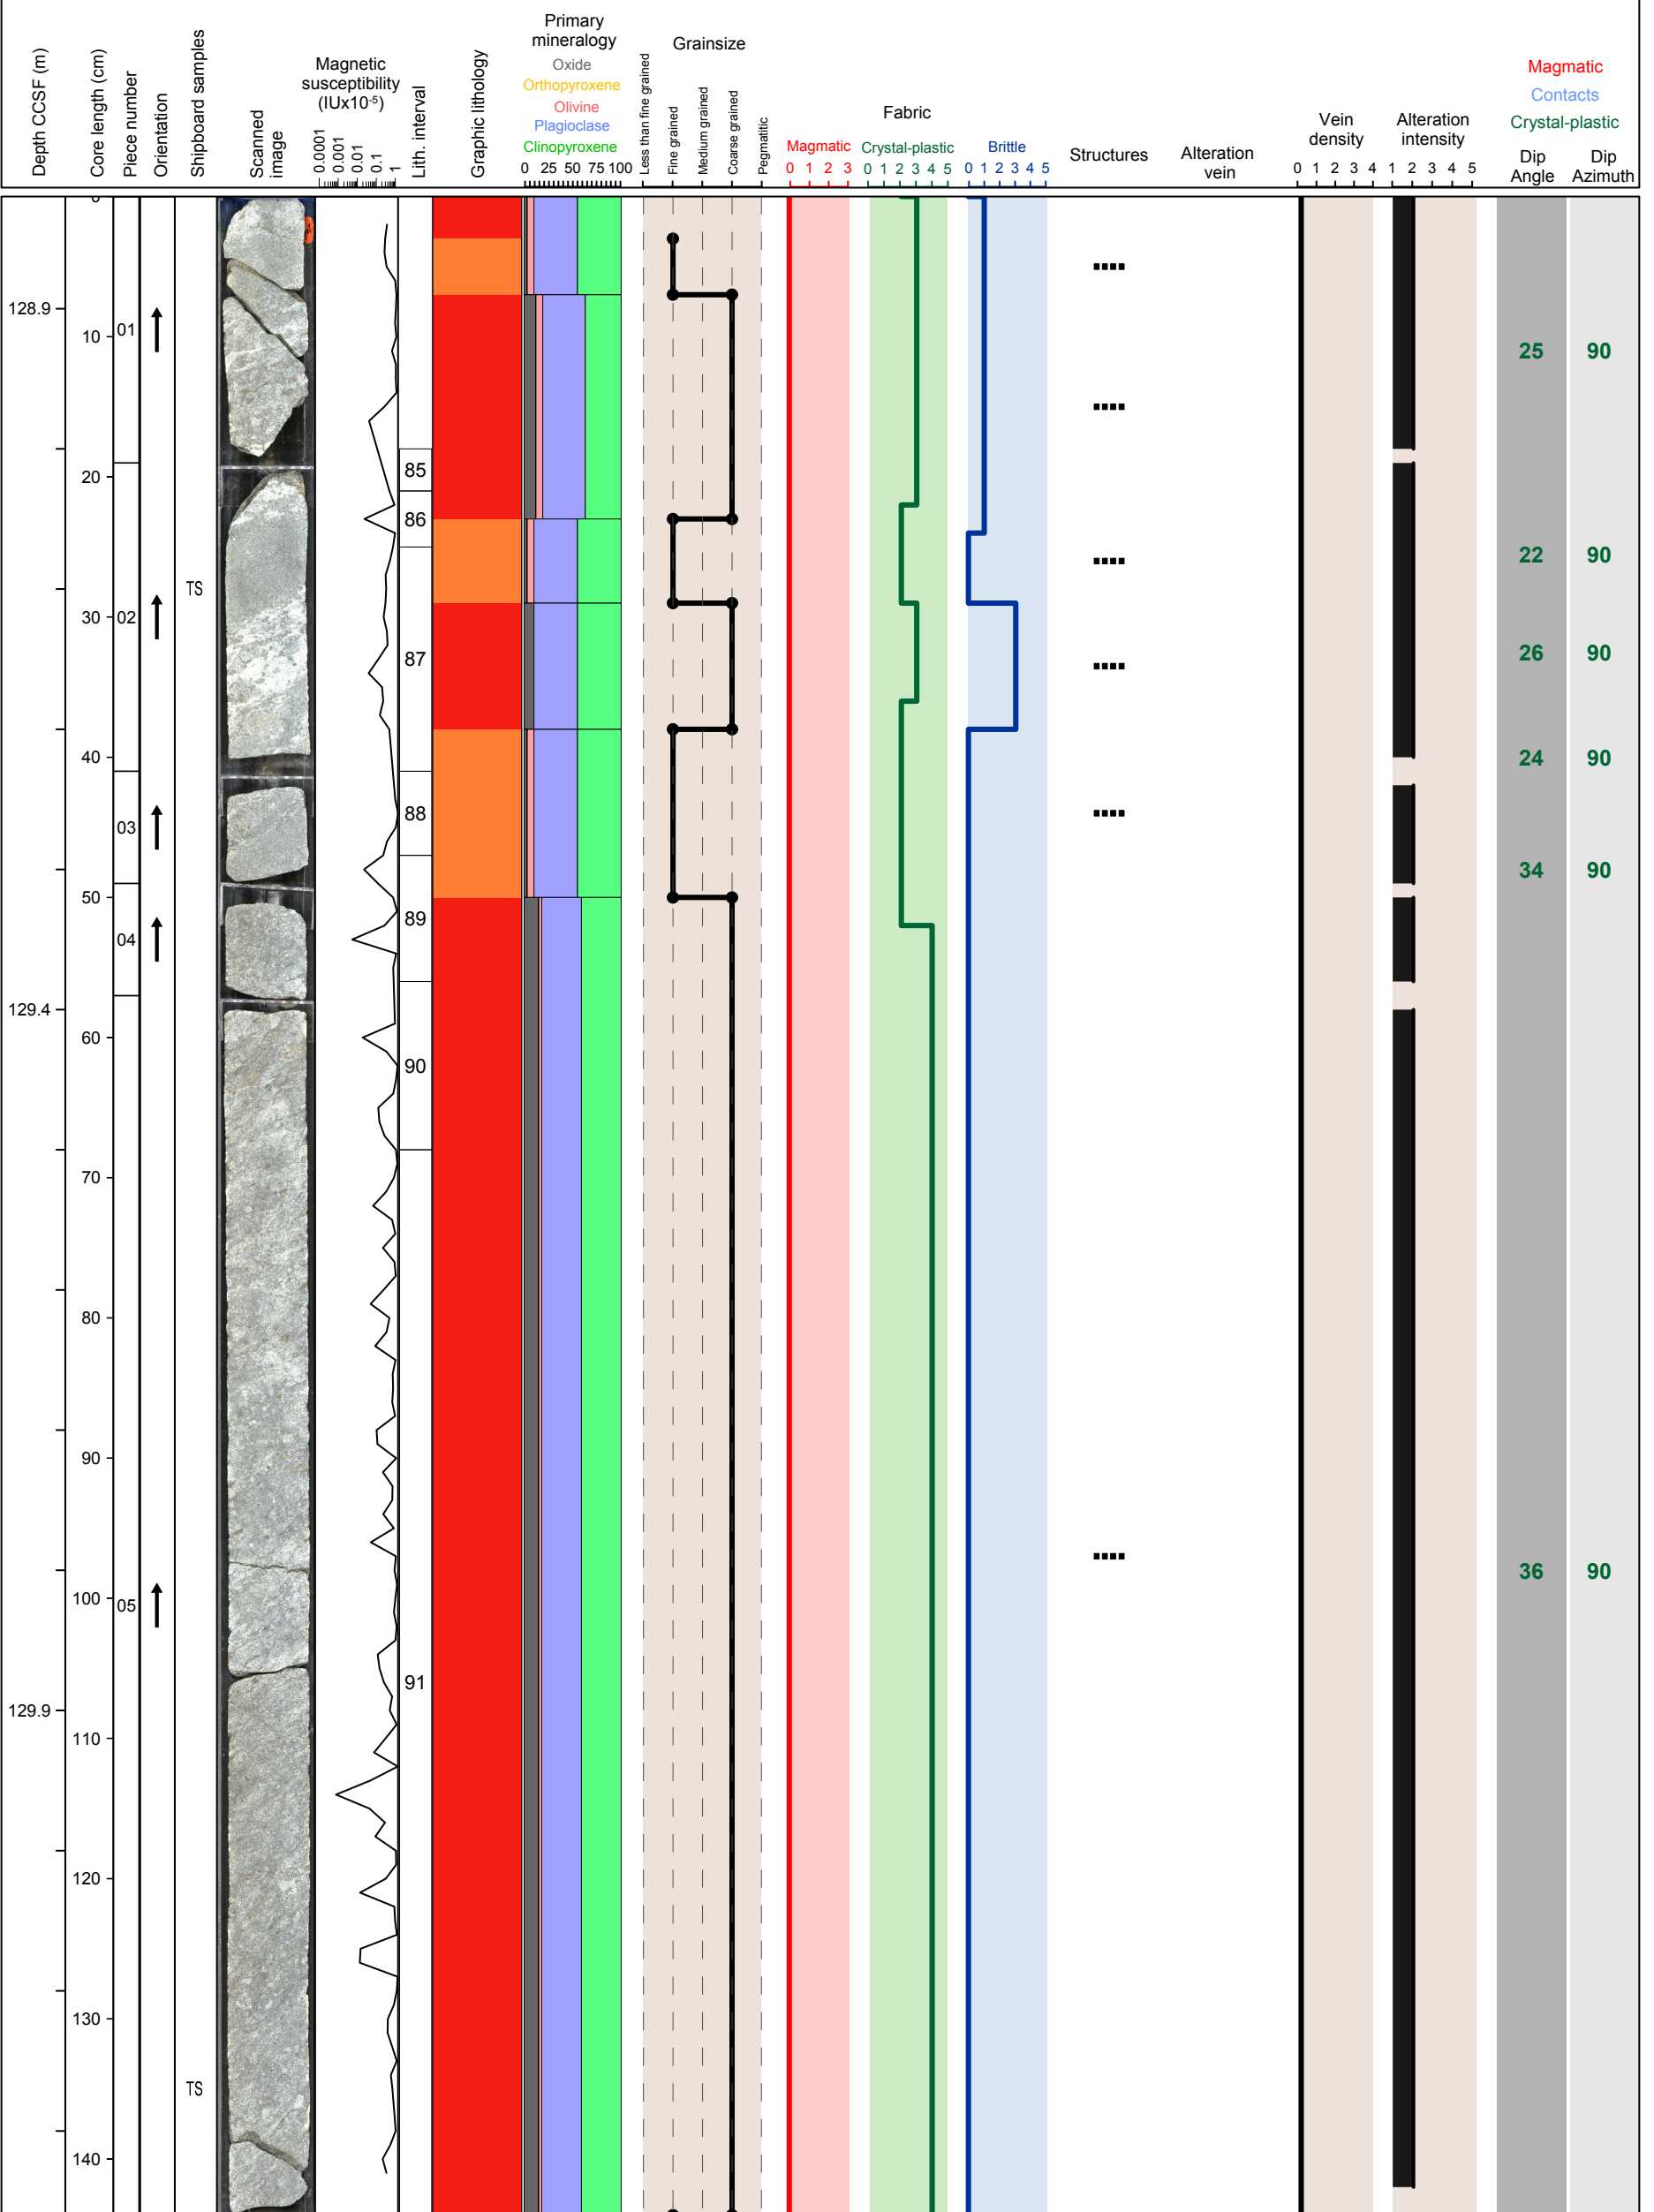 Depth CCSF (m)
Core length (cm)
Piece number
Orientation
Shipboard samples
Scanned
image
Magnetic
susceptibility
(IUx10-5)
0.0001
0.001
0.01
0.1
1
Lith. interval
Graphic lithology
Primary
mineralogy
Oxide
Orthopyroxene
Olivine
Plagioclase
Clinopyroxene
0 25 50 75 100
Grainsize
Less than fine grained
Fine grained
Medium grained
Coarse grained
Pegmatitic
Fabric
Magmatic Crystal-plastic Brittle
0 1 2 3 0 1 2 3 4 5 0 1 2 3 4 5
Structures
Alteration
vein
Vein
density
0 1 2 3 4
Alteration
intensity
1 2 3 4 5
Magmatic
Contacts
Crystal-plastic
Dip
Angle
Dip
Azimuth
0
128.9
10 01
25 90
20 85
86
22 90
TS
30 02
26 90
87
40 24 90
88
03
34 90
50
89
04
129.4
60
90
70
80
90
36 90
100 05
91
129.9
110
120
130
TS
140